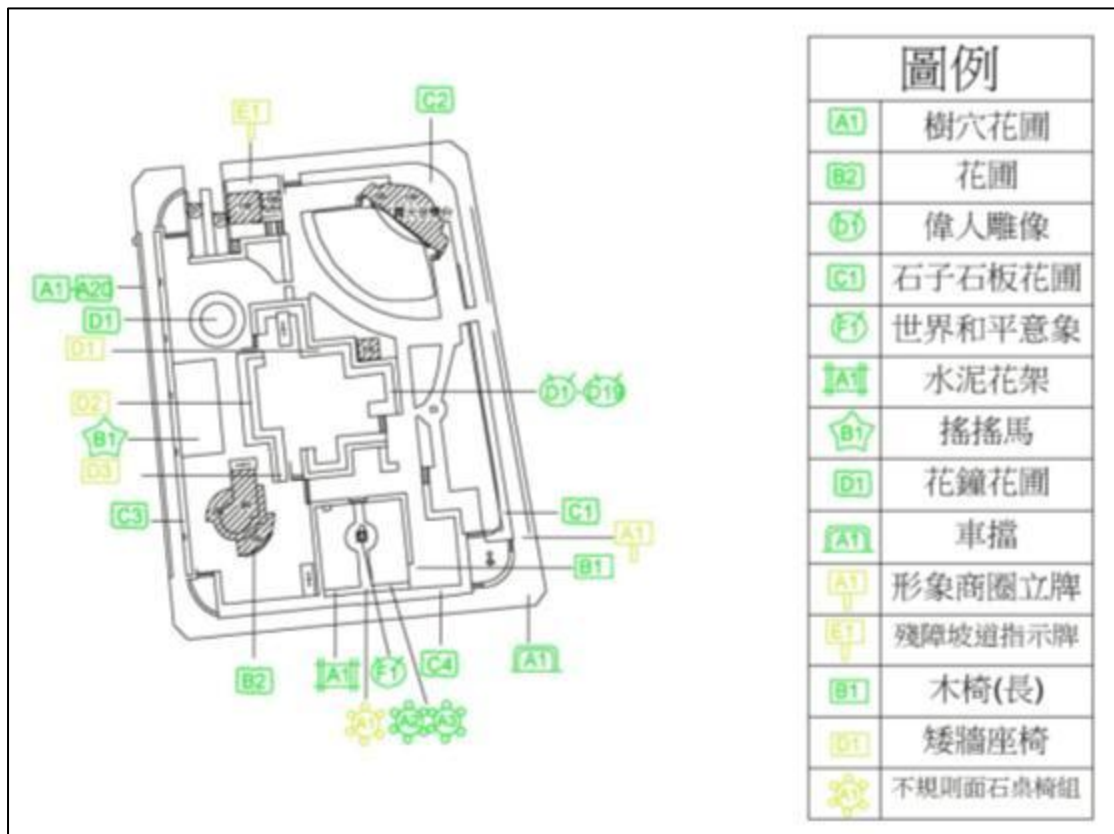 圖例
A1 樹穴花圃
B2 花圃
D1 偉人雕像
C1 石子石板花圃
F1 世界和平意象
A1 水泥花架
B1 搖搖馬
D1 花鐘花圃
A1 車擋
A1 形象商圈立牌
E1 殘障坡道指示牌
B1 木椅(長)
D1 矮牆座椅
A1 不規則面石桌椅組
E1
C2
A1-A20
D1
D1
D2
B1
D3
C3
B2
A1
F1
C4
A1
A1
A2
A3
B1
C1
A1
D1-D19